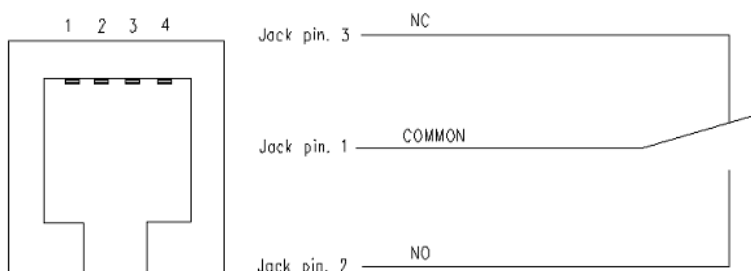 1 2 3 4
Jack pin. 3 NC
Jack pin. 1 COMMON
Jack pin. 2 NO